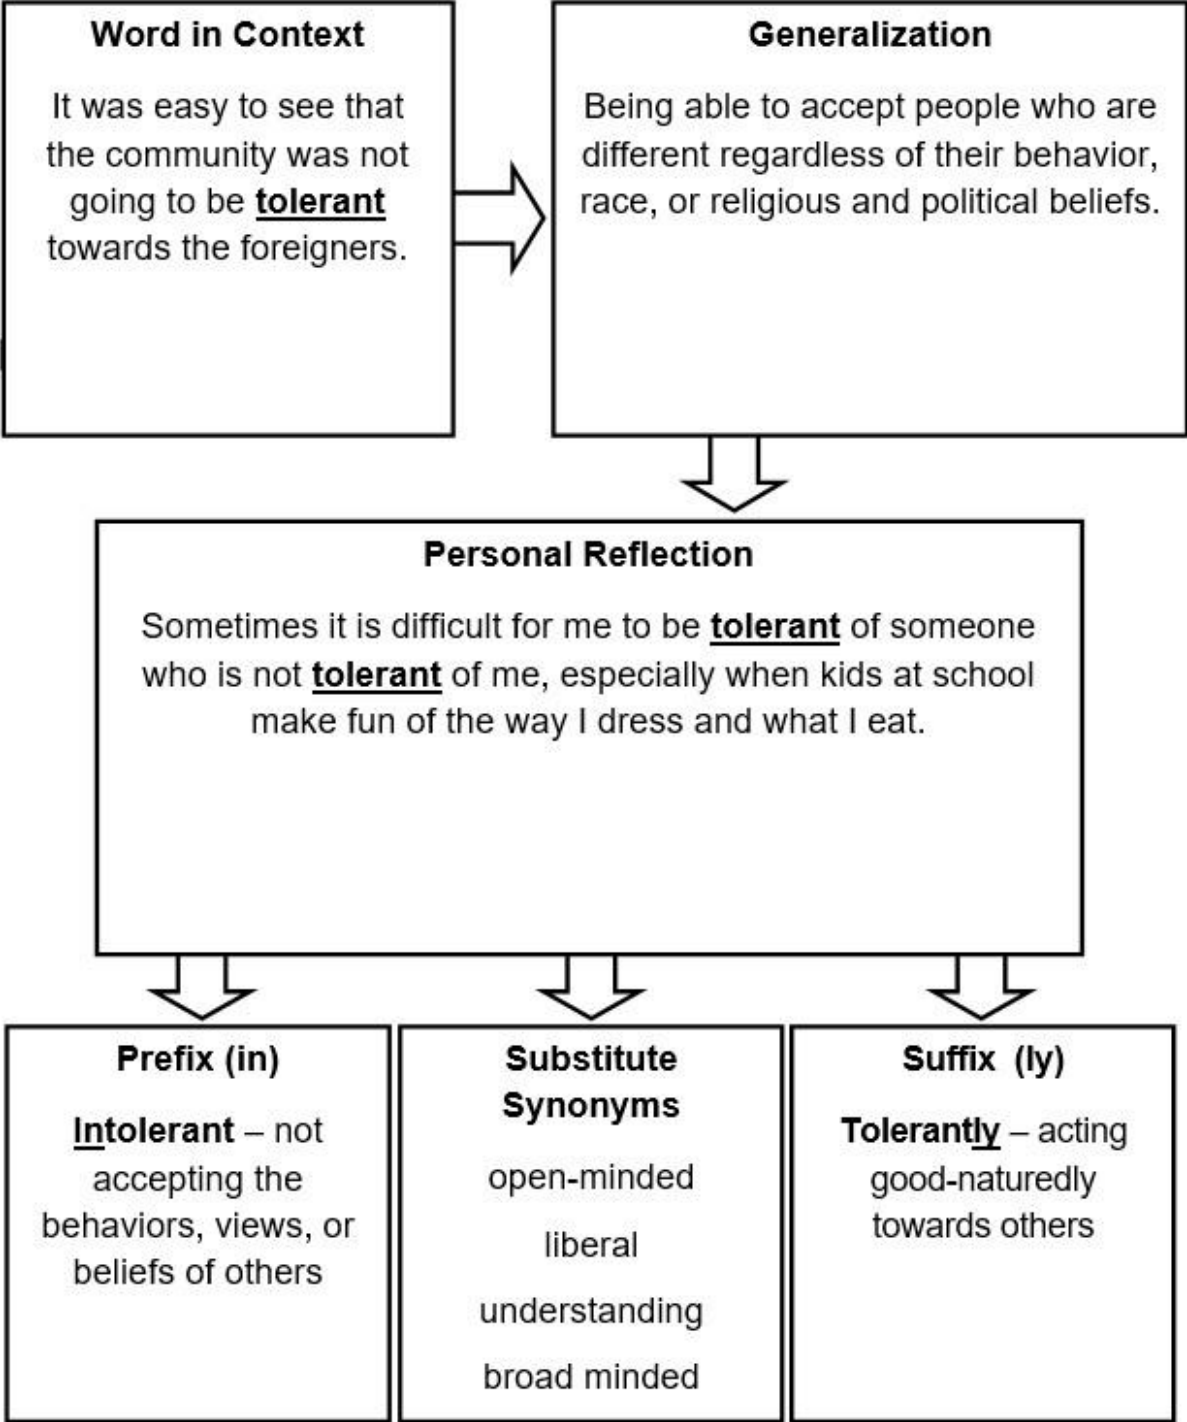 Word in Context
It was easy to see that
the community was not
going to be tolerant
towards the foreigners.
Generalization
Being able to accept people who are
different regardless of their behavior,
race, or religious and political beliefs.
Personal Reflection
Sometimes it is difficult for me to be tolerant of someone
who is not tolerant of me, especially when kids at school
make fun of the way I dress and what I eat.
Prefix (in)
Intolerant – not
accepting the
behaviors, views, or
beliefs of others
Substitute
Synonyms
open-minded
liberal
understanding
broad minded
Suffix (ly)
Tolerantly – acting
good-naturedly
towards others